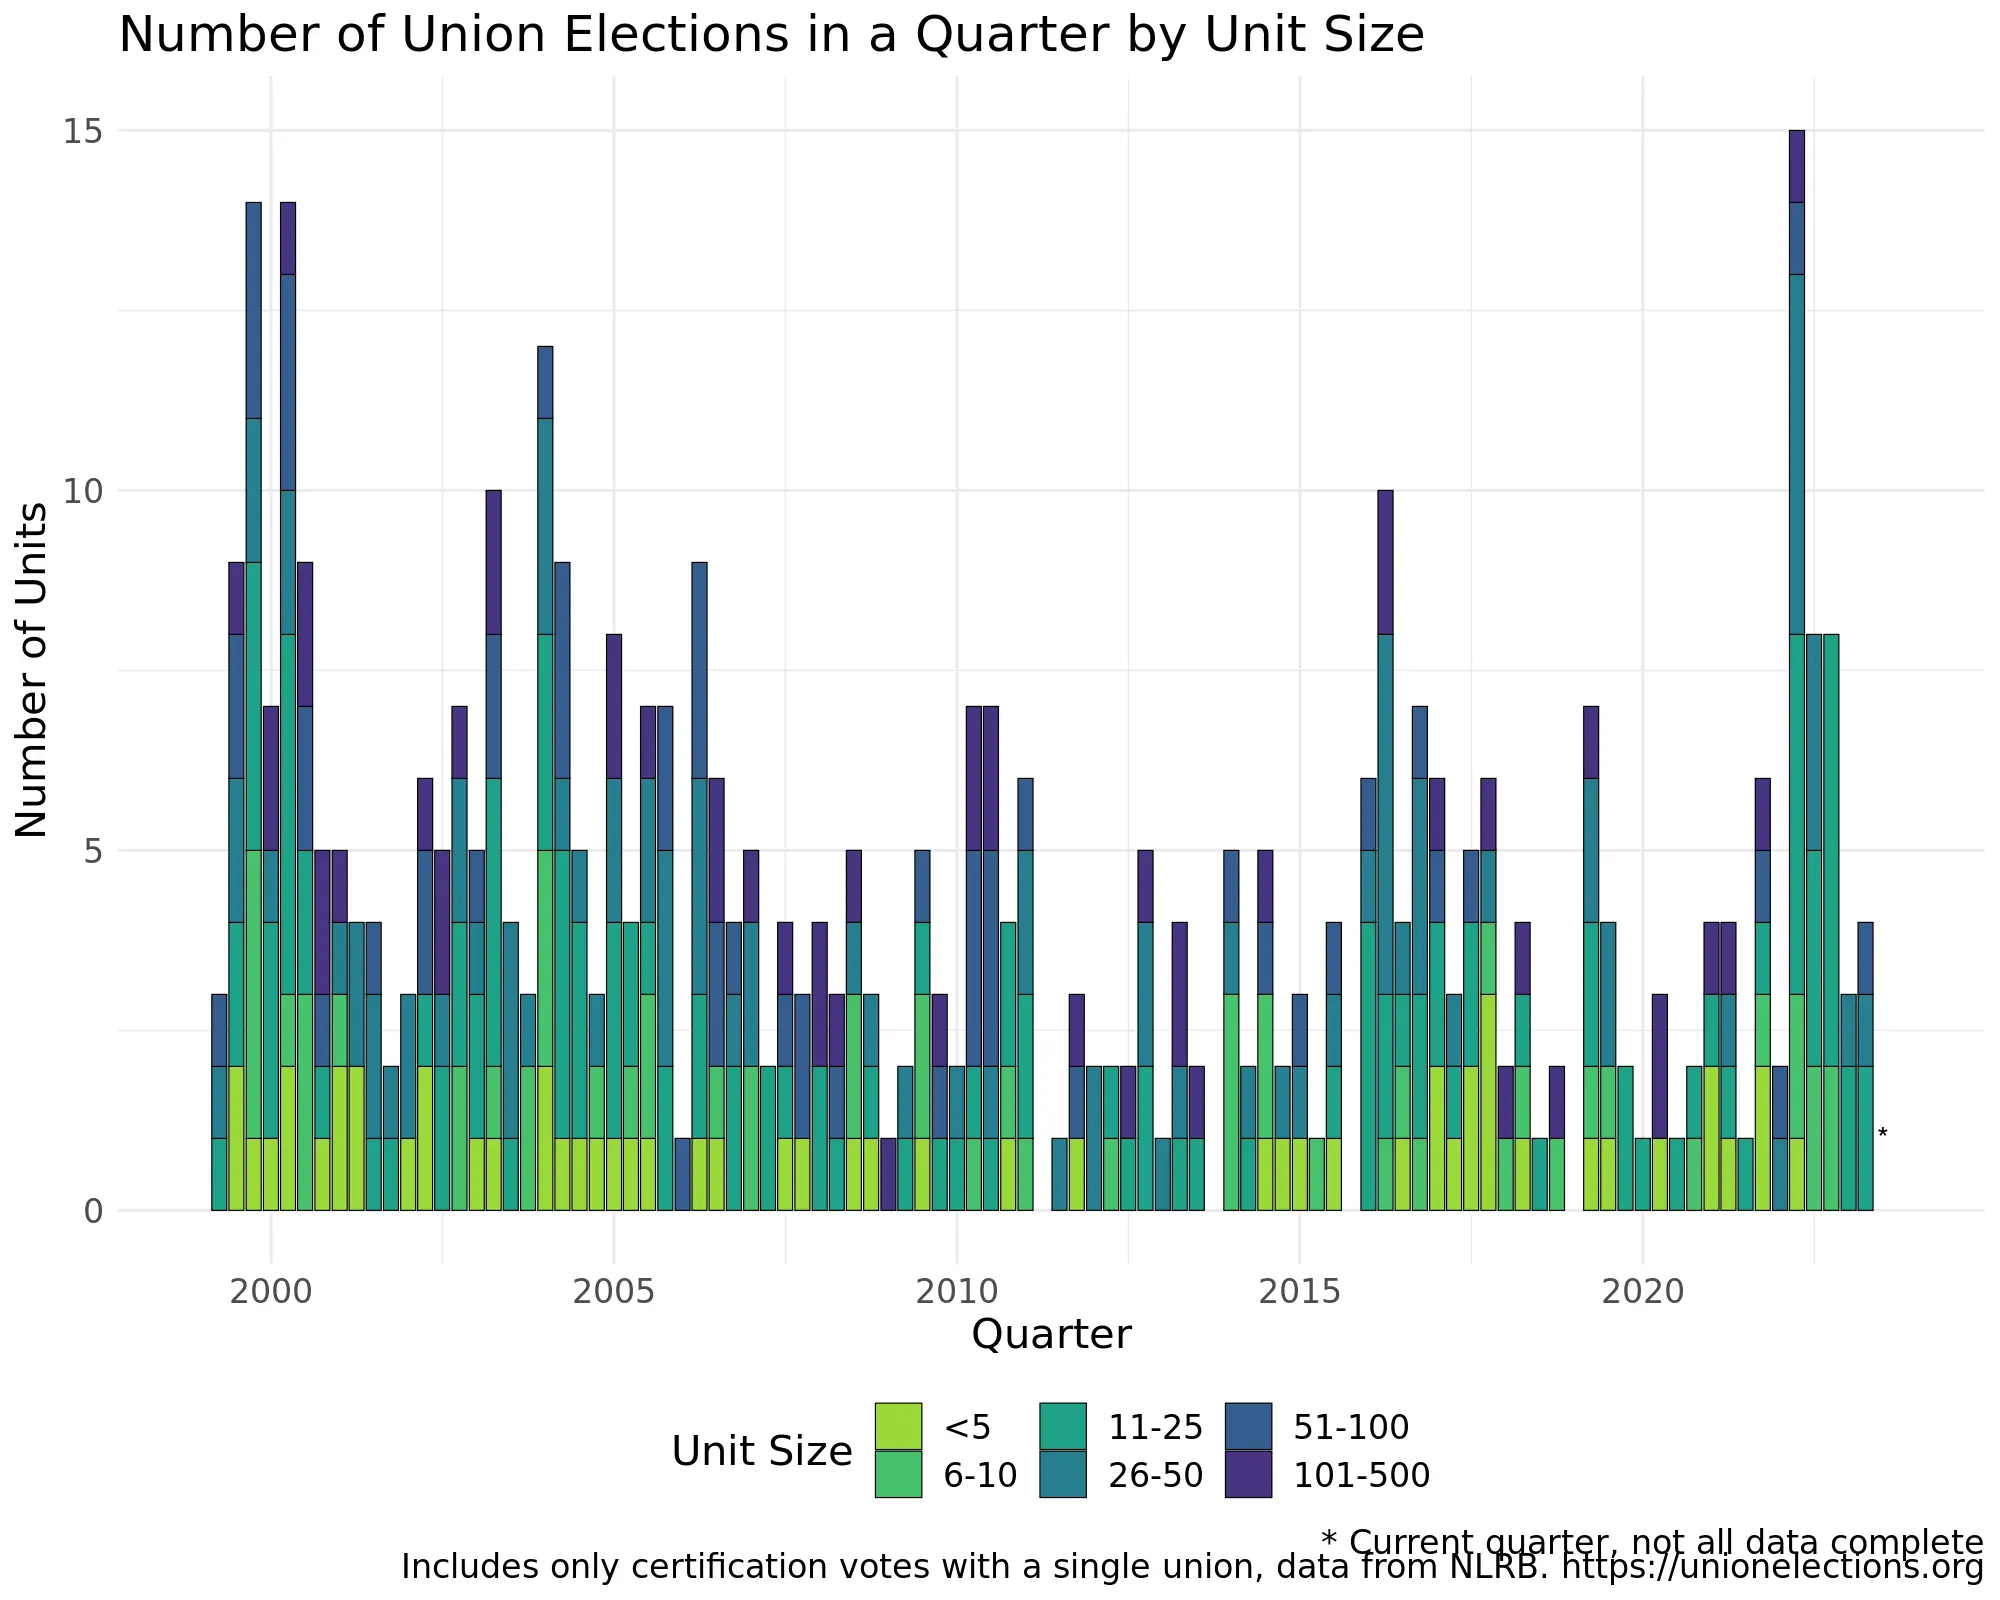 Number of Union Elections in a Quarter by Unit Size
Number of Units
15
10
5
0
*
2000 2005 2010 2015 2020
Quarter
Unit Size
<5 11-25 51-100
6-10 26-50 101-500
* Current quarter, not all data complete
Includes only certification votes with a single union, data from NLRB. https://unionelections.org